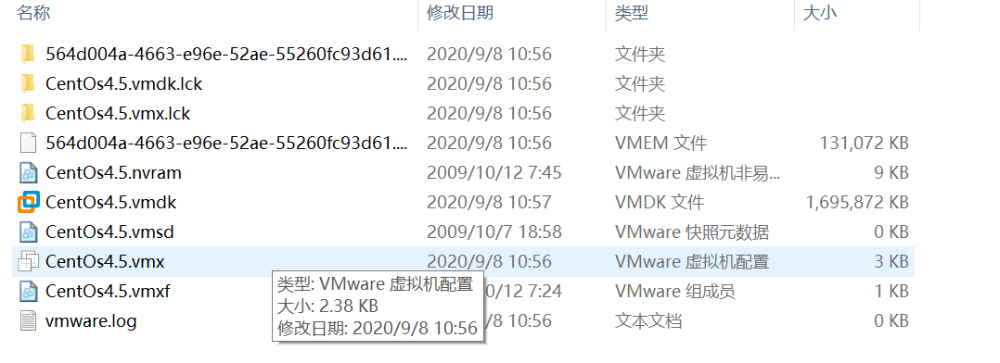 名称 修改日期 类型 大小
564d004a-4663-e96e-52ae-55260fc93d61.... 2020/9/8 10:56 文件夹
CentOs4.5.vmdk.lck 2020/9/8 10:56 文件夹
CentOs4.5.vmx.lck 2020/9/8 10:56 文件夹
564d004a-4663-e96e-52ae-55260fc93d61.... 2020/9/8 10:56 VMEM 文件 131,072 KB
CentOs4.5.nvram 2009/10/12 7:45 VMware 虚拟机非易... 9 KB
CentOs4.5.vmdk 2020/9/8 10:57 VMDK 文件 1,695,872 KB
CentOs4.5.vmsd 2009/10/7 18:58 VMware 快照元数据 0 KB
CentOs4.5.vmx 2020/9/8 10:56 VMware 虚拟机配置 3 KB
CentOs4.5.vmxf 0/12 7:24 VMware 组成员 1 KB
vmware.log 10:56 文本文档 0 KB
类型: VMware 虚拟机配置
大小: 2.38 KB
修改日期: 2020/9/8 10:56